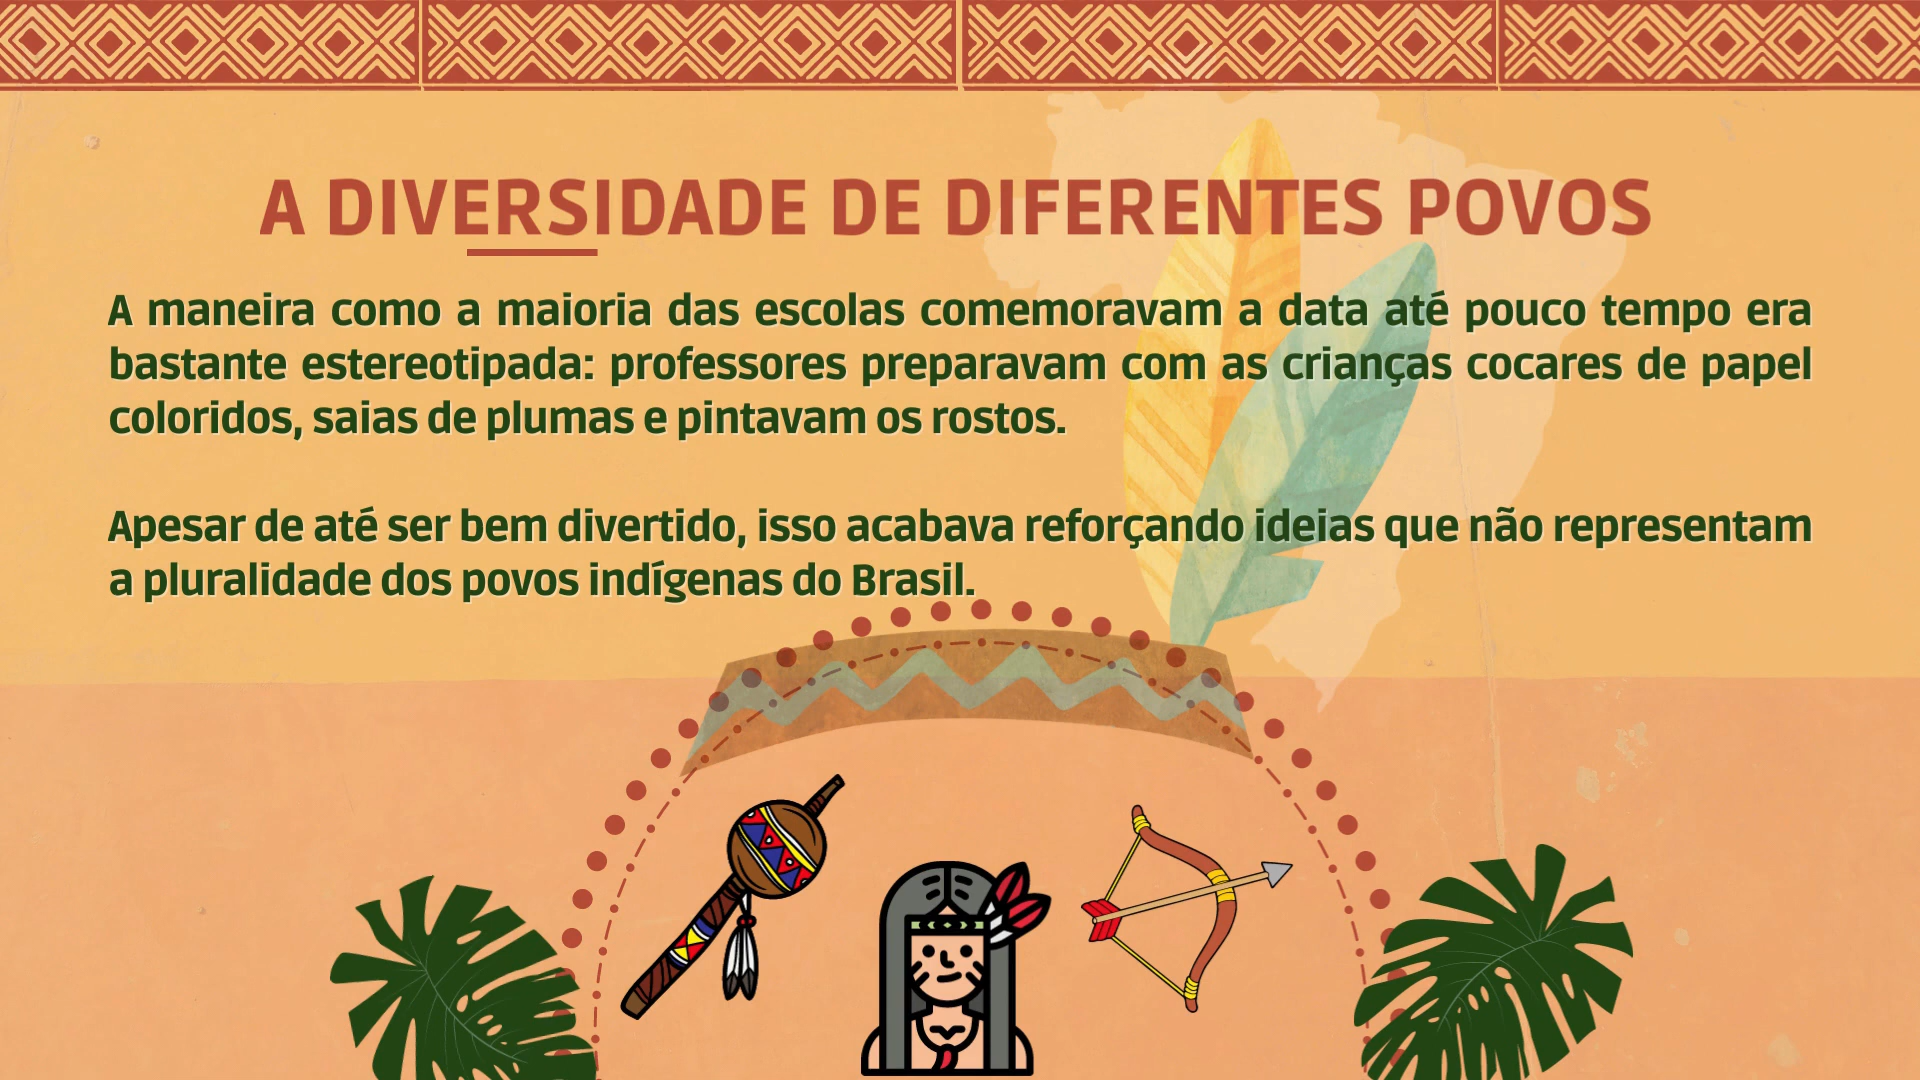 A DIVERSIDADE DE DIFERENTES POVOS
A maneira como a maioria das escolas comemoravam a data até pouco tempo era
bastante estereotipada: professores preparavam com as crianças cocares de papel
coloridos, saias de plumas e pintavam os rostos.
Apesar de até ser bem divertido, isso acabava reforçando ideias que não representam
a pluralidade dos povos indígenas do Brasil.